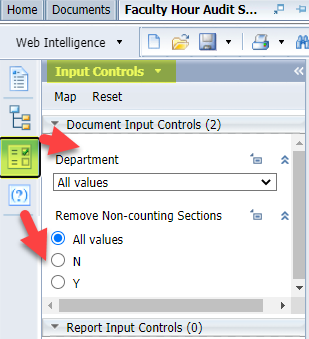 Home Documents Faculty Hour Audit S...
Web Intelligence
Input Controls
Map Reset
Document Input Controls (2)
Department
All values
Remove Non-counting Sections
All values
N
Y
Report Input Controls (0)
(?)